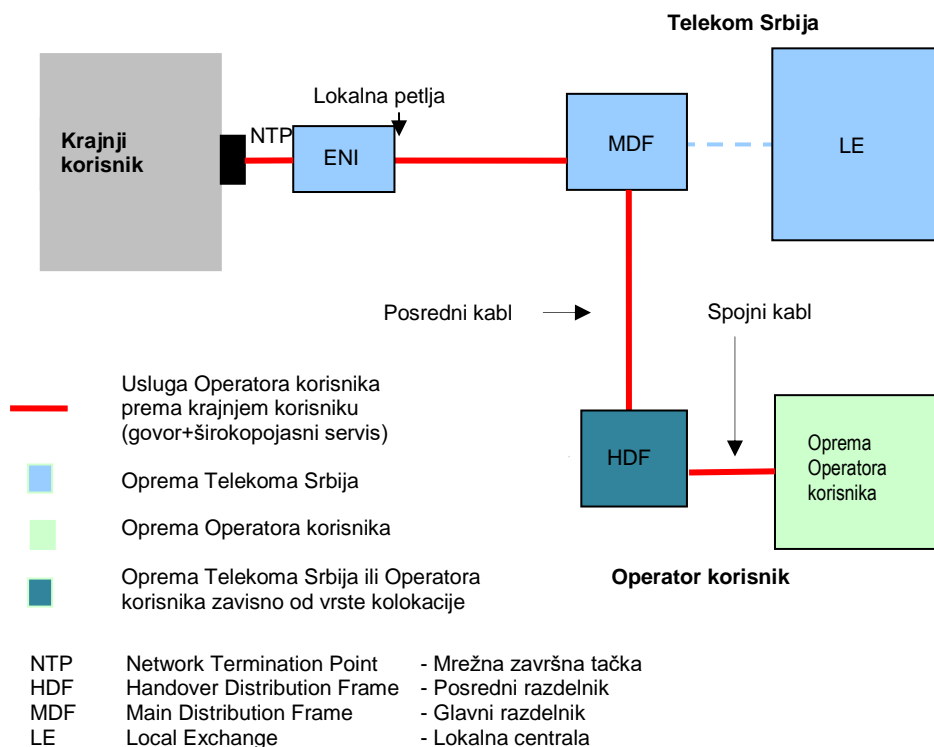 Telekom Srbija
Lokalna petlja
Krajnji
korisnik
NTP
ENI
MDF
LE
Posredni kabl
Spojni kabl
Usluga Operatora korisnika
prema krajnjem korisniku
(govor+širokopojasni servis)
HDF
Oprema
Operatora
korisnika
Oprema Telekoma Srbija
Oprema Operatora korisnika
Oprema Telekoma Srbija ili Operatora
korisnika zavisno od vrste kolokacije
Operator korisnik
NTP Network Termination Point - Mrežna završna tačka
HDF Handover Distribution Frame - Posredni razdelnik
MDF Main Distribution Frame - Glavni razdelnik
LE Local Exchange - Lokalna centrala